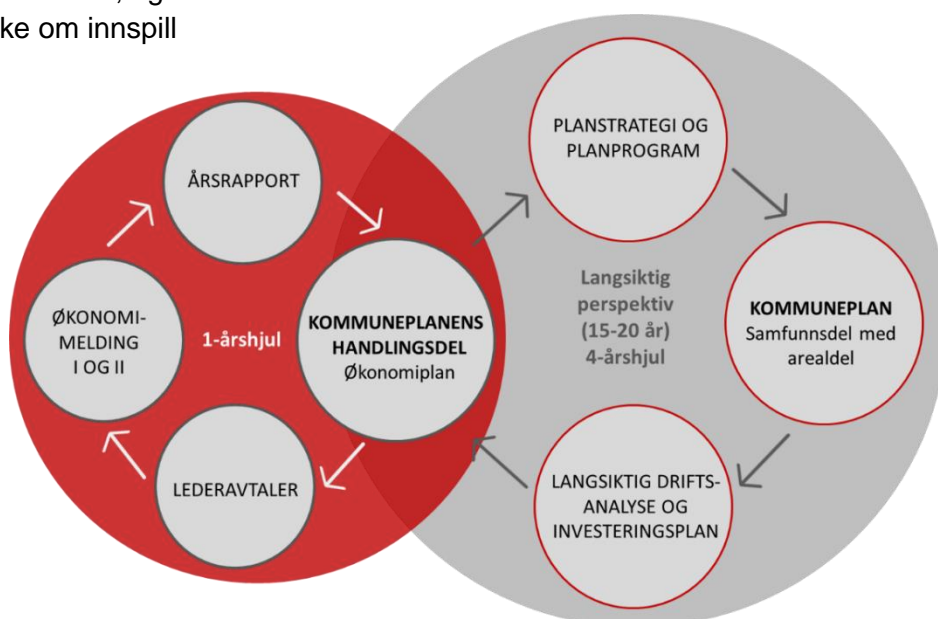 ke om innspill
ÅRSRAPPORT
PLANSTRATEGI OG
PLANPROGRAM
ØKONOMI-
MELDING
I OG II
1-årshjul
KOMMUNEPLANENS
HANDLINGSDEL
Økonomiplan
Langsiktig
perspektiv
(15-20 år)
4-årshjul
KOMMUNEPLAN
Samfunnsdel med
arealdel
LEDERAVTALER
LANGSIKTIG DRIFTS-
ANALYSE OG
INVESTERINGSPLAN